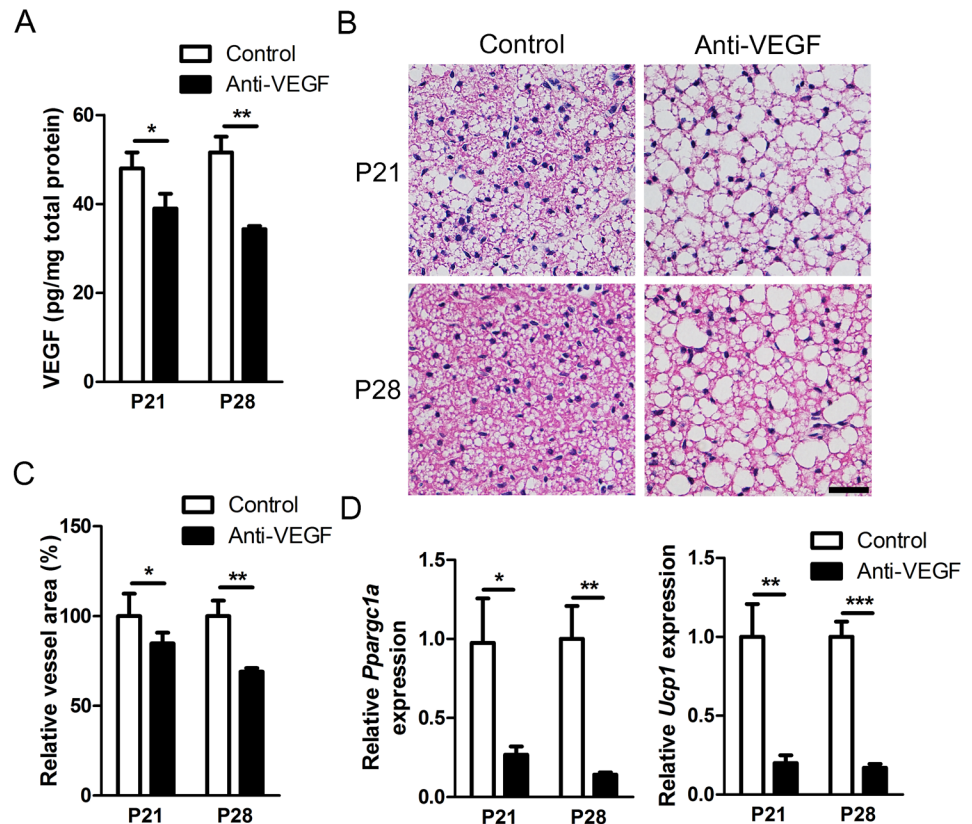 A
Control
Anti-VEGF
VEGF (pg/mg total protein)
60
40
20
0
*
**
P21
P28
B
Control
Anti-VEGF
P21
P28
C
Control
Anti-VEGF
Relative vessel area (%)
150
100
50
0
*
**
P21
P28
D
Relative Ppargc1a
expression
1.5
1.0
0.5
0.0
*
**
P21
P28
Control
Anti-VEGF
Relative Ucp1 expression
1.5
1.0
0.5
0.0
**
***
P21
P28